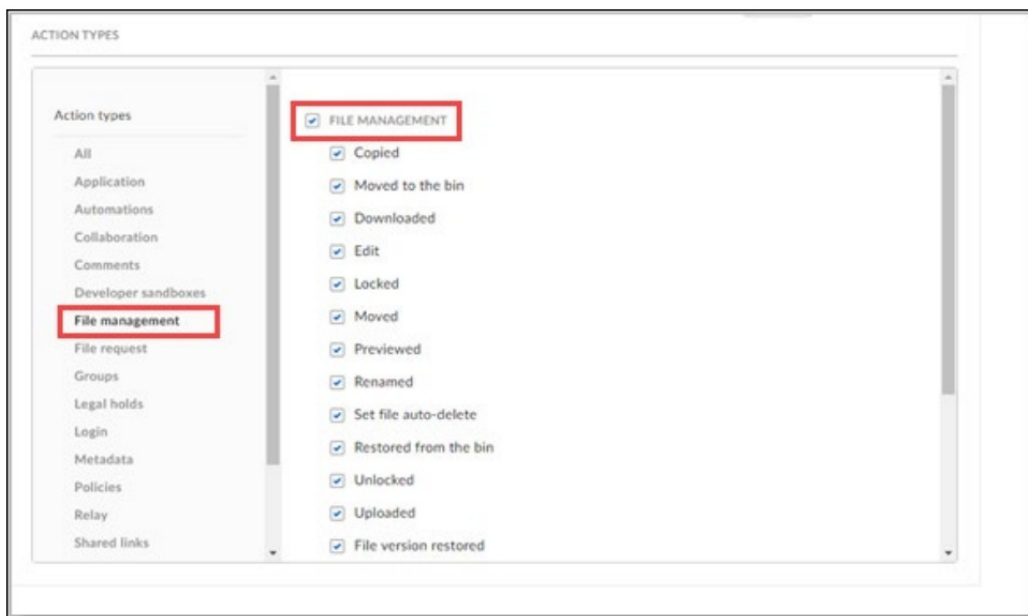 ACTION TYPES
Action types
All
Application
Automations
Collaboration
Comments
Developer sandboxes
File management
File request
Groups
Legal holds
Login
Metadata
Policies
Relay
Shared links
FILE MANAGEMENT
Copied
Moved to the bin
Downloaded
Edit
Locked
Moved
Previewed
Renamed
Set file auto-delete
Restored from the bin
Unlocked
Uploaded
File version restored